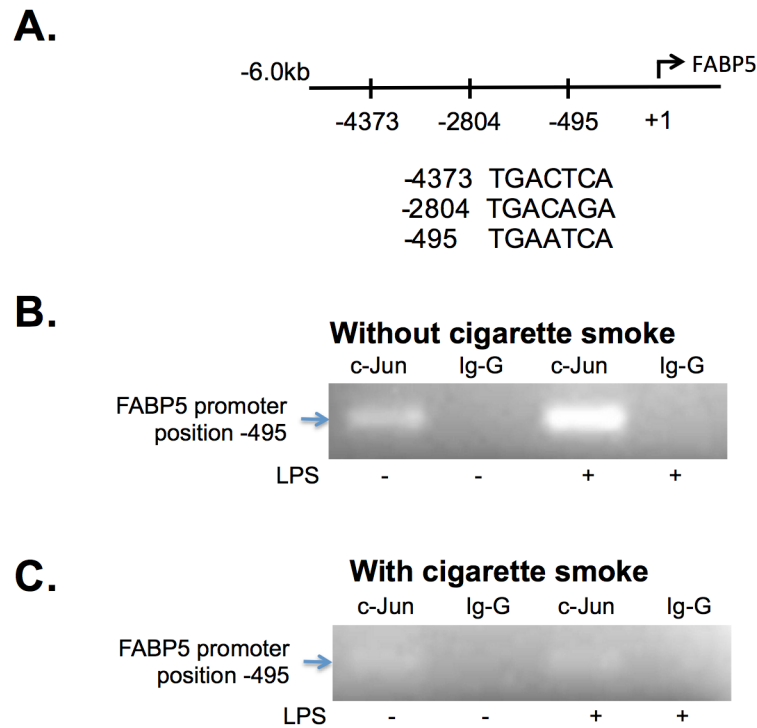 A.
-6.0kb
FABP5
-4373 -2804 -495 +1
-4373 TGACTCA
-2804 TGACAGA
-495 TGAATCA
B.
Without cigarette smoke
c-Jun Ig-G c-Jun Ig-G
FABP5 promoter
position -495
LPS - - + +
C.
With cigarette smoke
c-Jun Ig-G c-Jun Ig-G
FABP5 promoter
position -495
LPS - - + +